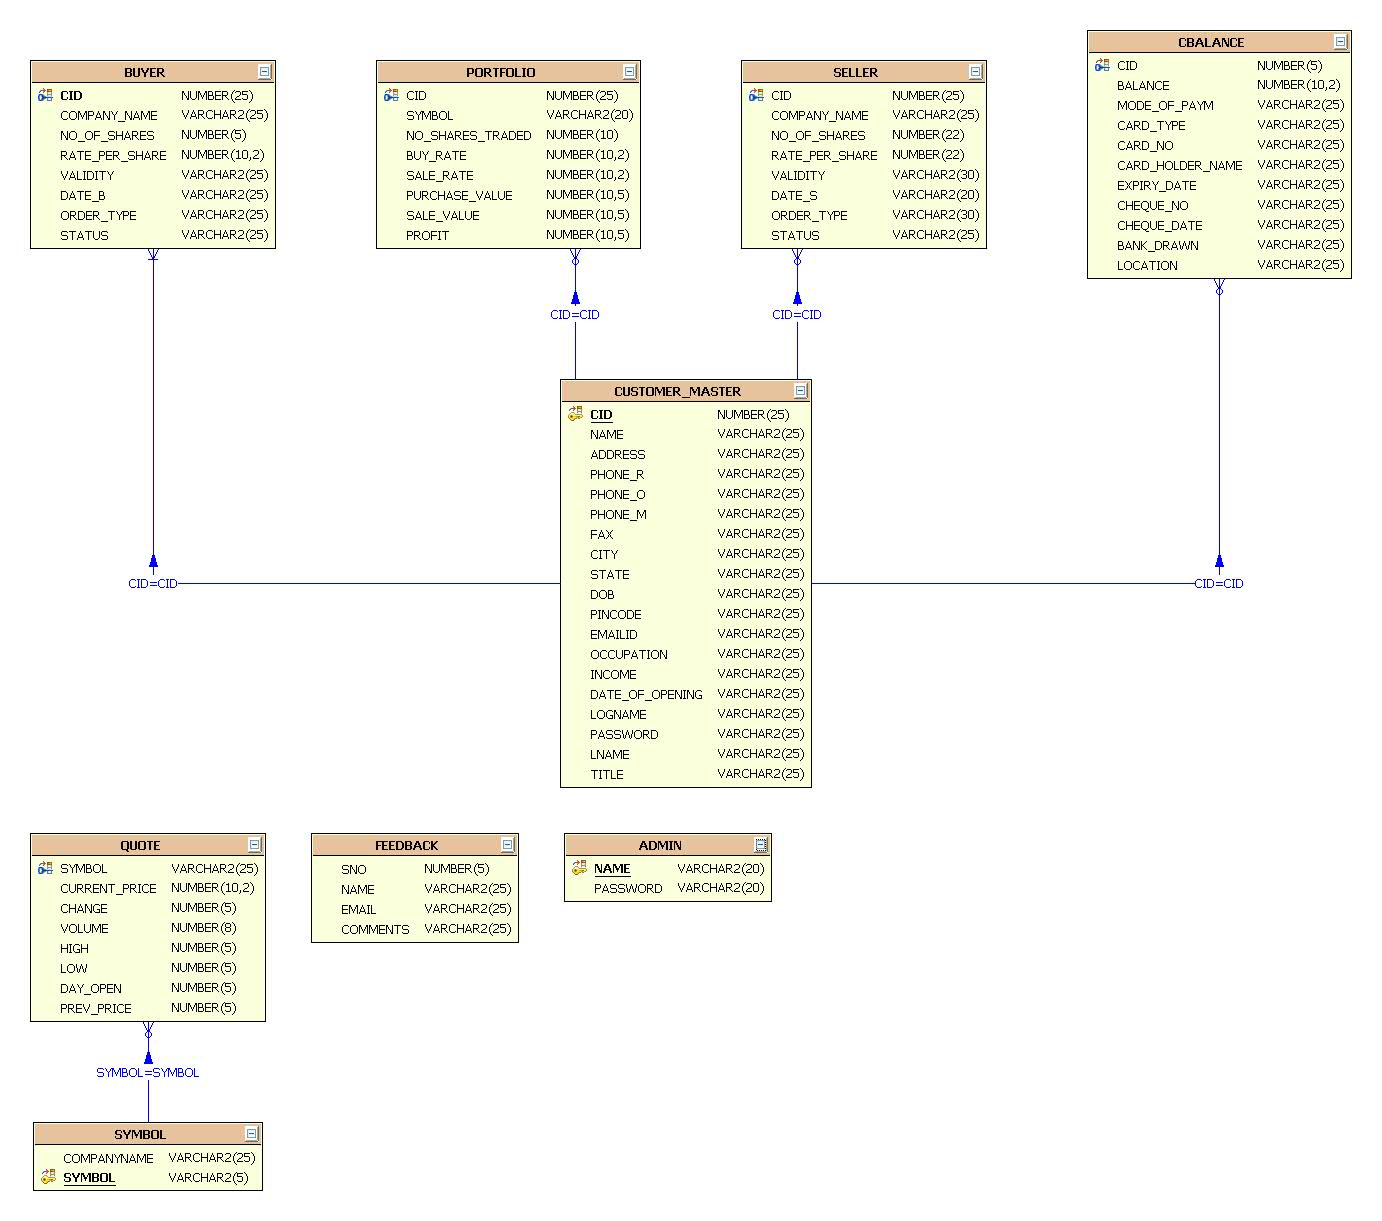 BUYER
CID NUMBER(25)
COMPANY_NAME VARCHAR2(25)
NO_OF_SHARES NUMBER(5)
RATE_PER_SHARE NUMBER(10,2)
VALIDITY VARCHAR2(25)
DATE_B VARCHAR2(25)
ORDER_TYPE VARCHAR2(25)
STATUS VARCHAR2(25)
PORTFOLIO
CID NUMBER(25)
SYMBOL VARCHAR2(20)
NO_SHARES_TRADED NUMBER(10)
BUY_RATE NUMBER(10,2)
SALE_RATE NUMBER(10,2)
PURCHASE_VALUE NUMBER(10,5)
SALE_VALUE NUMBER(10,5)
PROFIT NUMBER(10,5)
SELLER
CID NUMBER(25)
COMPANY_NAME VARCHAR2(25)
NO_OF_SHARES NUMBER(22)
RATE_PER_SHARE NUMBER(22)
VALIDITY VARCHAR2(30)
DATE_S VARCHAR2(20)
ORDER_TYPE VARCHAR2(30)
STATUS VARCHAR2(25)
CBALANCE
CID NUMBER(5)
BALANCE NUMBER(10,2)
MODE_OF_PAYM VARCHAR2(25)
CARD_TYPE VARCHAR2(25)
CARD_NO VARCHAR2(25)
CARD_HOLDER_NAME VARCHAR2(25)
EXPIRY_DATE VARCHAR2(25)
CHEQUE_NO VARCHAR2(25)
CHEQUE_DATE VARCHAR2(25)
BANK_DRAWN VARCHAR2(25)
LOCATION VARCHAR2(25)
CID=CID
CID=CID
CUSTOMER_MASTER
CID NUMBER(25)
NAME VARCHAR2(25)
ADDRESS VARCHAR2(25)
PHONE_R VARCHAR2(25)
PHONE_O VARCHAR2(25)
PHONE_M VARCHAR2(25)
FAX VARCHAR2(25)
CITY VARCHAR2(25)
STATE VARCHAR2(25)
DOB VARCHAR2(25)
PINCODE VARCHAR2(25)
EMAILID VARCHAR2(25)
OCCUPATION VARCHAR2(25)
INCOME VARCHAR2(25)
DATE_OF_OPENING VARCHAR2(25)
LOGNAME VARCHAR2(25)
PASSWORD VARCHAR2(25)
LNAME VARCHAR2(25)
TITLE VARCHAR2(25)
CID=CID
CID=CID
QUOTE
SYMBOL VARCHAR2(25)
CURRENT_PRICE NUMBER(10,2)
CHANGE NUMBER(5)
VOLUME NUMBER(8)
HIGH NUMBER(5)
LOW NUMBER(5)
DAY_OPEN NUMBER(5)
PREV_PRICE NUMBER(5)
FEEDBACK
SNO NUMBER(5)
NAME VARCHAR2(25)
EMAIL VARCHAR2(25)
COMMENTS VARCHAR2(25)
ADMIN
NAME VARCHAR2(20)
PASSWORD VARCHAR2(20)
SYMBOL=SYMBOL
SYMBOL
COMPANYNAME VARCHAR2(25)
SYMBOL VARCHAR2(5)